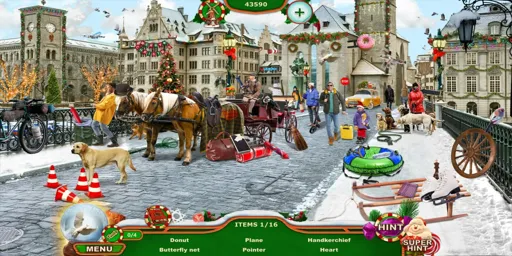 43590
ITEMS 1/16
Donut Plane Handkerchief
Butterfly net Pointer Heart
0/4
MENU
HINT
SUPER
HINT